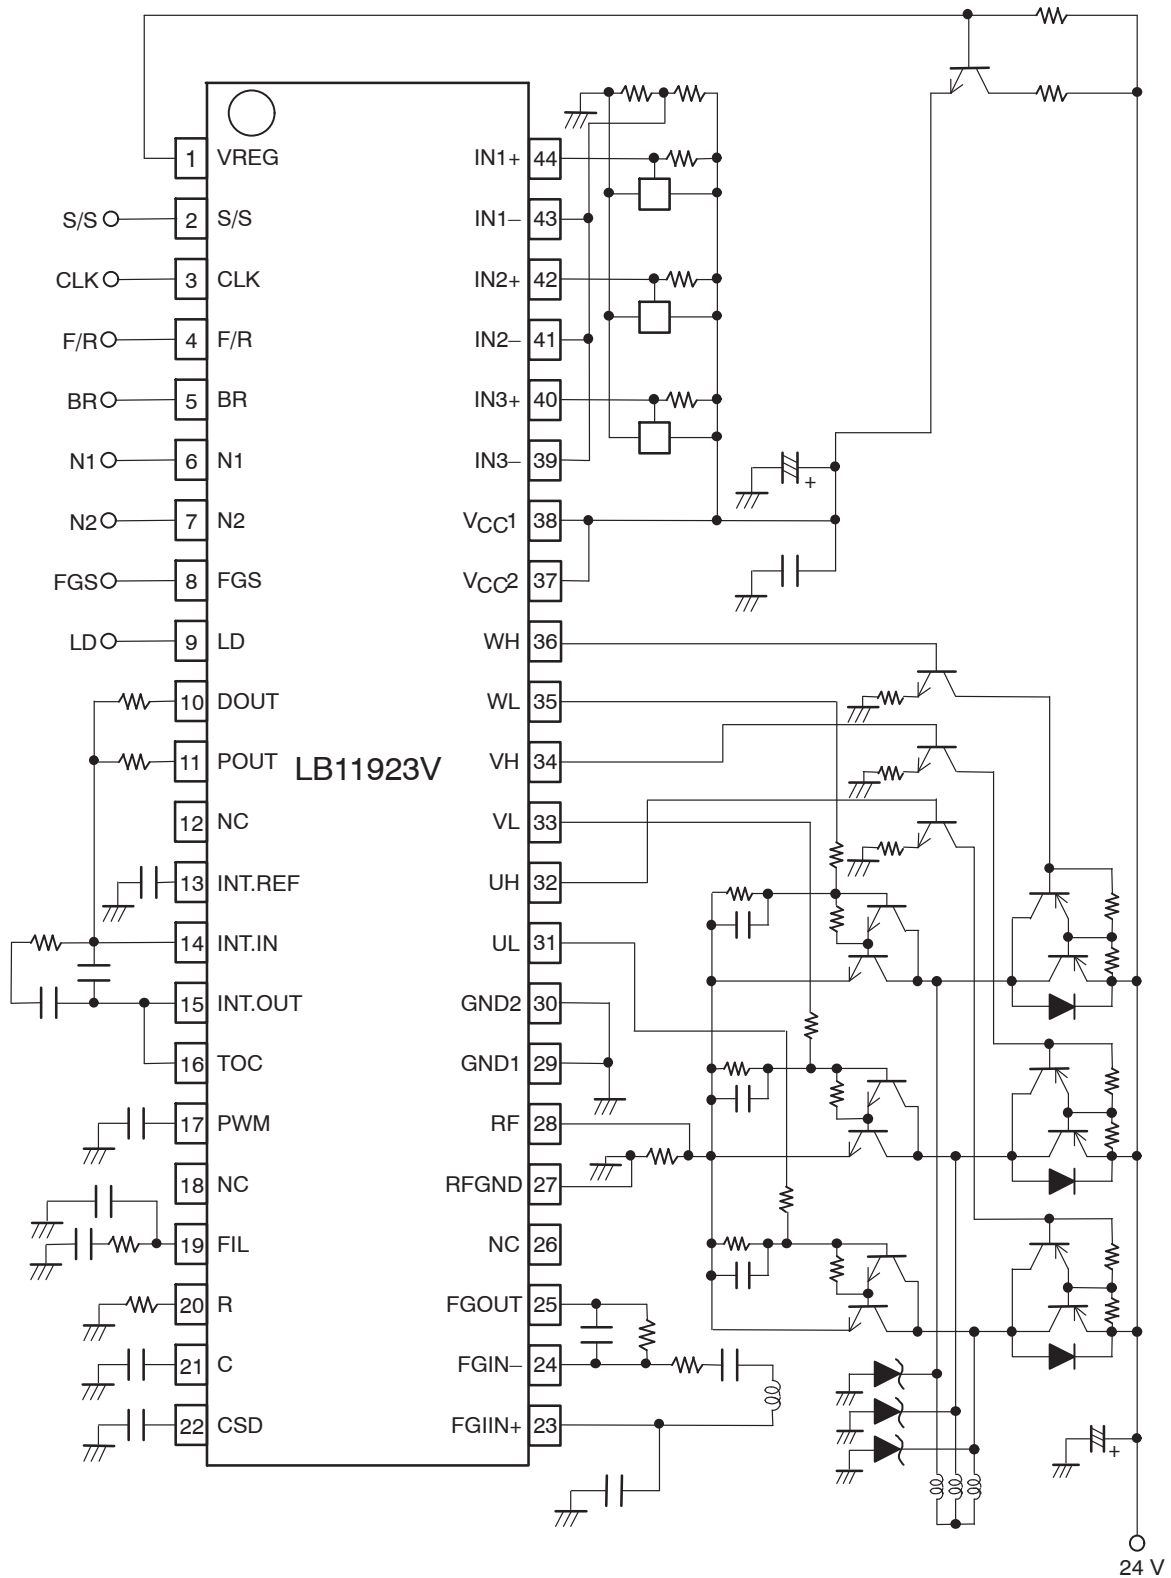 1 VREG IN1+ 44
S/S 2 S/S IN1− 43
CLK 3 CLK IN2+ 42
F/R 4 F/R IN2− 41
BR 5 BR IN3+ 40
N1 6 N1 IN3− 39
+
N2 7 N2 VCC1 38
FGS 8 FGS VCC2 37
LD 9 LD WH 36
10 DOUT WL 35
11 POUT VH 34
LB11923V
12 NC VL 33
13 INT.REF UH 32
14 INT.IN UL 31
15 INT.OUT GND2 30
16 TOC GND1 29
17 PWM RF 28
18 NC RFGND 27
19 FIL NC 26
20 R FGOUT 25
21 C FGIN− 24
22 CSD FGIIN+ 23
+
24 V